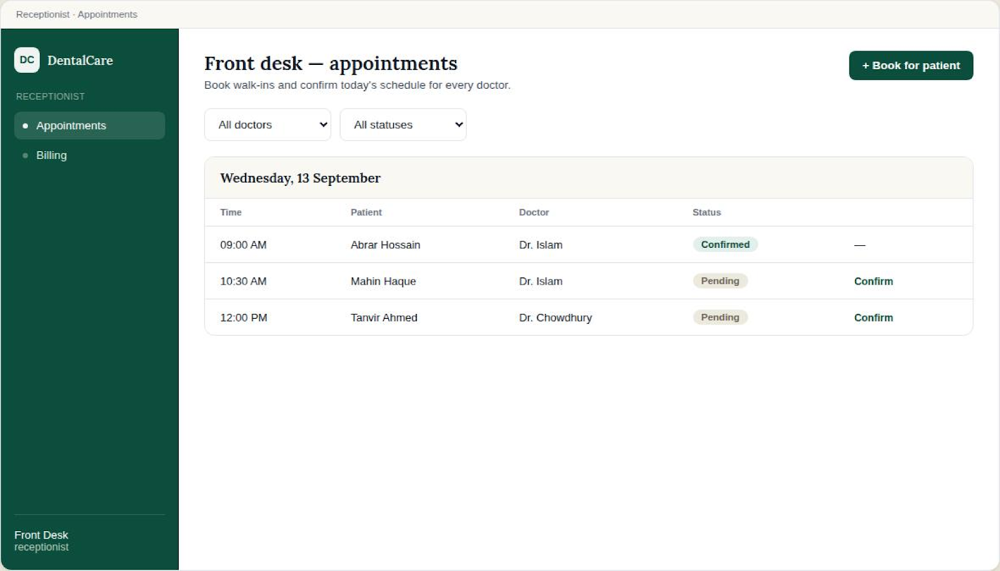 Receptionist · Appointments
DC DentalCare
RECEPTIONIST
Appointments
Billing
Front Desk
receptionist
Front desk — appointments
Book walk-ins and confirm today's schedule for every doctor.
+ Book for patient
All doctors All statuses
Wednesday, 13 September
Time Patient Doctor Status
09:00 AM Abrar Hossain Dr. Islam Confirmed —
10:30 AM Mahin Haque Dr. Islam Pending Confirm
12:00 PM Tanvir Ahmed Dr. Chowdhury Pending Confirm